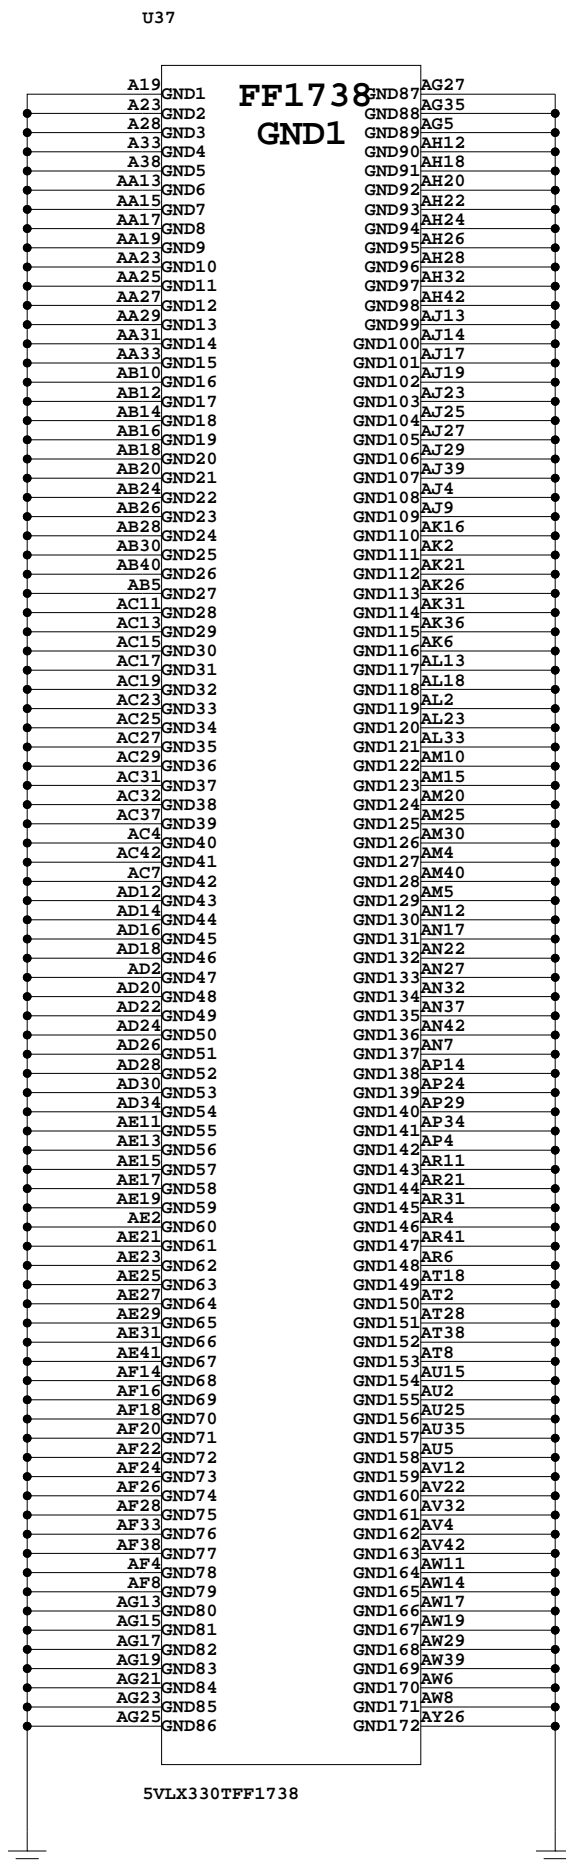 U37
FF1738
GND1
A19 GND1 GND87 AG27
A23 GND2 GND88 AG35
A28 GND3 GND89 AG5
A33 GND4 GND90 AH12
A38 GND5 GND91 AH18
AA13 GND6 GND92 AH20
AA15 GND7 GND93 AH22
AA17 GND8 GND94 AH24
AA19 GND9 GND95 AH26
AA23 GND10 GND96 AH28
AA25 GND11 GND97 AH32
AA27 GND12 GND98 AH42
AA29 GND13 GND99 AJ13
AA31 GND14 GND100 AJ14
AA33 GND15 GND101 AJ17
AB10 GND16 GND102 AJ19
AB12 GND17 GND103 AJ23
AB14 GND18 GND104 AJ25
AB16 GND19 GND105 AJ27
AB18 GND20 GND106 AJ29
AB20 GND21 GND107 AJ39
AB24 GND22 GND108 AJ4
AB26 GND23 GND109 AJ9
AB28 GND24 GND110 AK16
AB30 GND25 GND111 AK2
AB40 GND26 GND112 AK21
AB5 GND27 GND113 AK26
AC11 GND28 GND114 AK31
AC13 GND29 GND115 AK36
AC15 GND30 GND116 AK6
AC17 GND31 GND117 AL13
AC19 GND32 GND118 AL18
AC23 GND33 GND119 AL2
AC25 GND34 GND120 AL23
AC27 GND35 GND121 AL33
AC29 GND36 GND122 AM10
AC31 GND37 GND123 AM15
AC32 GND38 GND124 AM20
AC37 GND39 GND125 AM25
AC4 GND40 GND126 AM30
AC42 GND41 GND127 AM4
AC7 GND42 GND128 AM40
AD12 GND43 GND129 AM5
AD14 GND44 GND130 AN12
AD16 GND45 GND131 AN17
AD18 GND46 GND132 AN22
AD2 GND47 GND133 AN27
AD20 GND48 GND134 AN32
AD22 GND49 GND135 AN37
AD24 GND50 GND136 AN42
AD26 GND51 GND137 AN7
AD28 GND52 GND138 AP14
AD30 GND53 GND139 AP24
AD34 GND54 GND140 AP29
AE11 GND55 GND141 AP34
AE13 GND56 GND142 AP4
AE15 GND57 GND143 AR11
AE17 GND58 GND144 AR21
AE19 GND59 GND145 AR31
AE2 GND60 GND146 AR4
AE21 GND61 GND147 AR41
AE23 GND62 GND148 AR6
AE25 GND63 GND149 AT18
AE27 GND64 GND150 AT2
AE29 GND65 GND151 AT28
AE31 GND66 GND152 AT38
AE41 GND67 GND153 AT8
AF14 GND68 GND154 AU15
AF16 GND69 GND155 AU2
AF18 GND70 GND156 AU25
AF20 GND71 GND157 AU35
AF22 GND72 GND158 AU5
AF24 GND73 GND159 AV12
AF26 GND74 GND160 AV22
AF28 GND75 GND161 AV32
AF33 GND76 GND162 AV4
AF38 GND77 GND163 AV42
AF4 GND78 GND164 AW11
AF8 GND79 GND165 AW14
AG13 GND80 GND166 AW17
AG15 GND81 GND167 AW19
AG17 GND82 GND168 AW29
AG19 GND83 GND169 AW39
AG21 GND84 GND170 AW6
AG23 GND85 GND171 AW8
AG25 GND86 GND172 AY26
5VLX330TFF1738